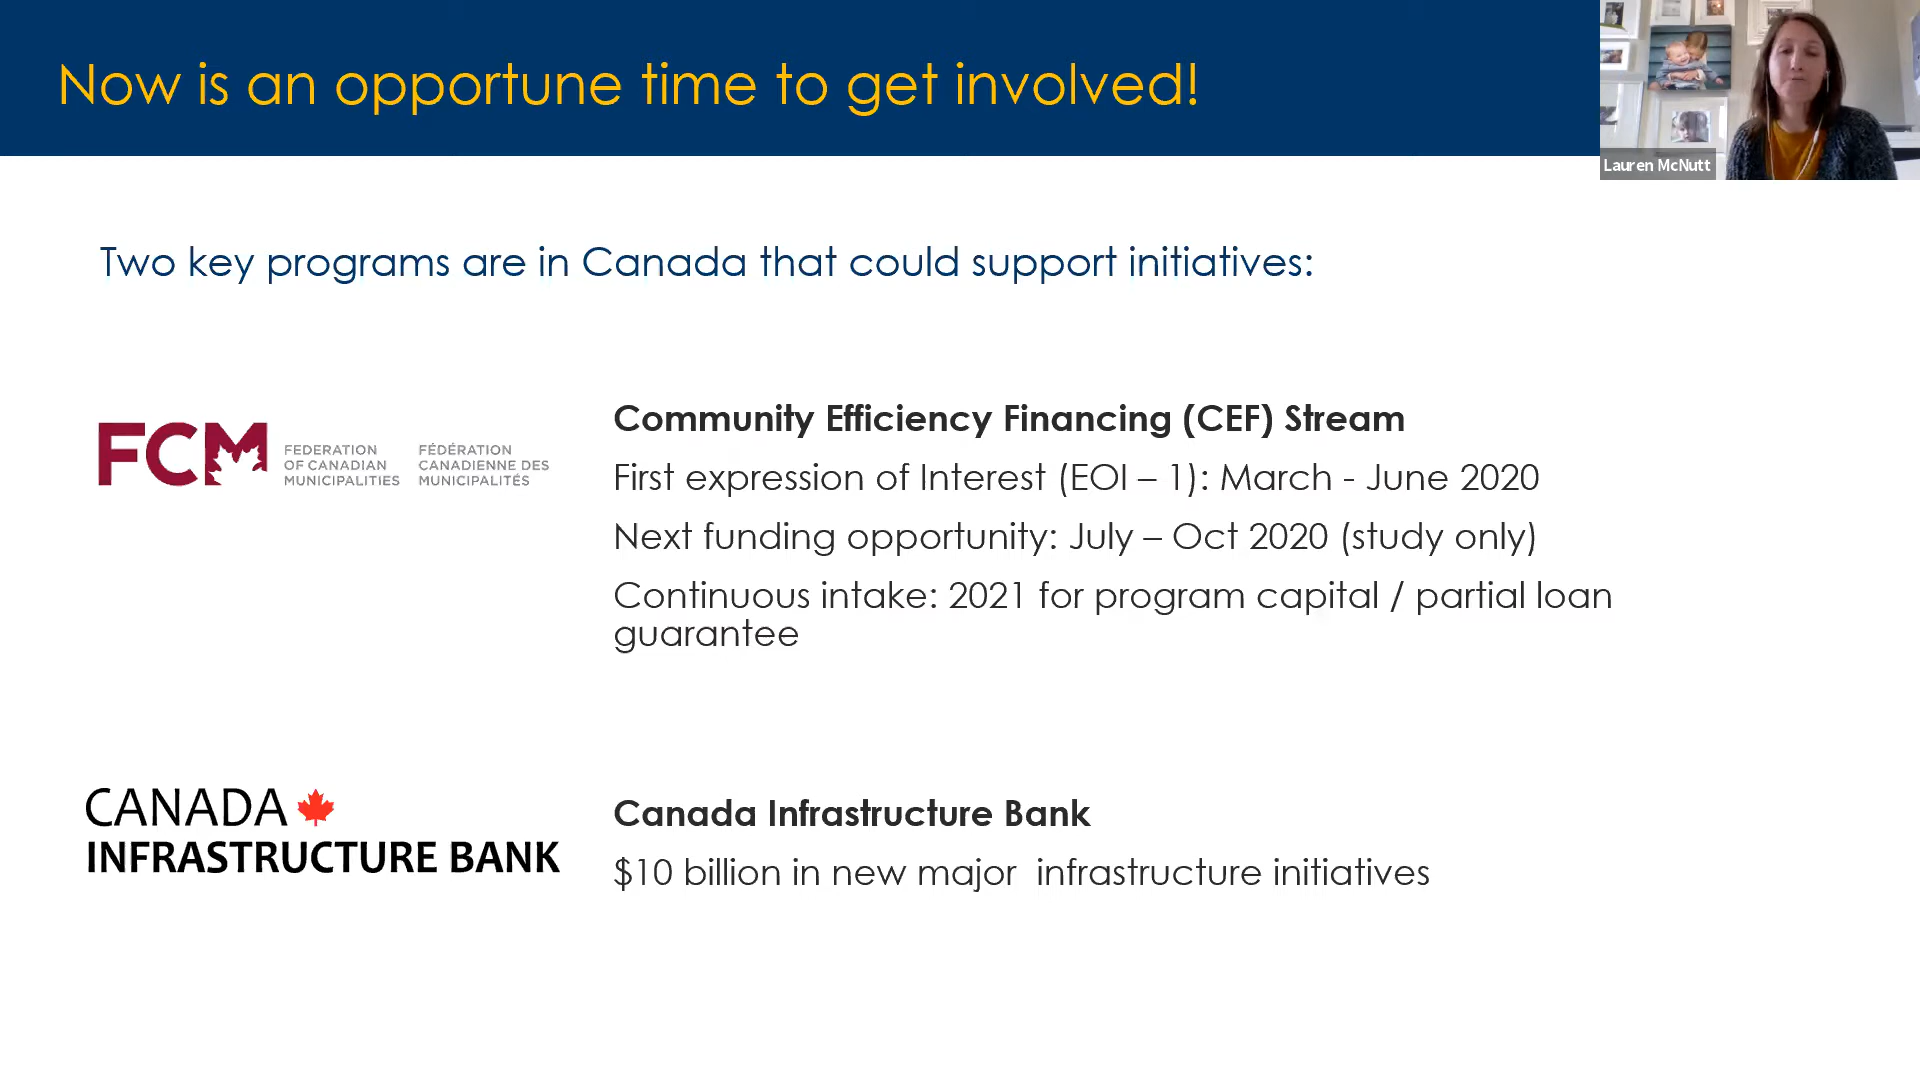 Now is an opportune time to get involved!
Lauren McNutt
Two key programs are in Canada that could support initiatives:
FCM
FEDERATION
OF CANADIAN
MUNICIPALITIES
FÉDÉRATION
CANADIENNE DES
MUNICIPALITÉS
Community Efficiency Financing (CEF) Stream
First expression of Interest (EOI – 1): March - June 2020
Next funding opportunity: July – Oct 2020 (study only)
Continuous intake: 2021 for program capital / partial loan
guarantee
CANADA
INFRASTRUCTURE BANK
Canada Infrastructure Bank
$10 billion in new major  infrastructure initiatives